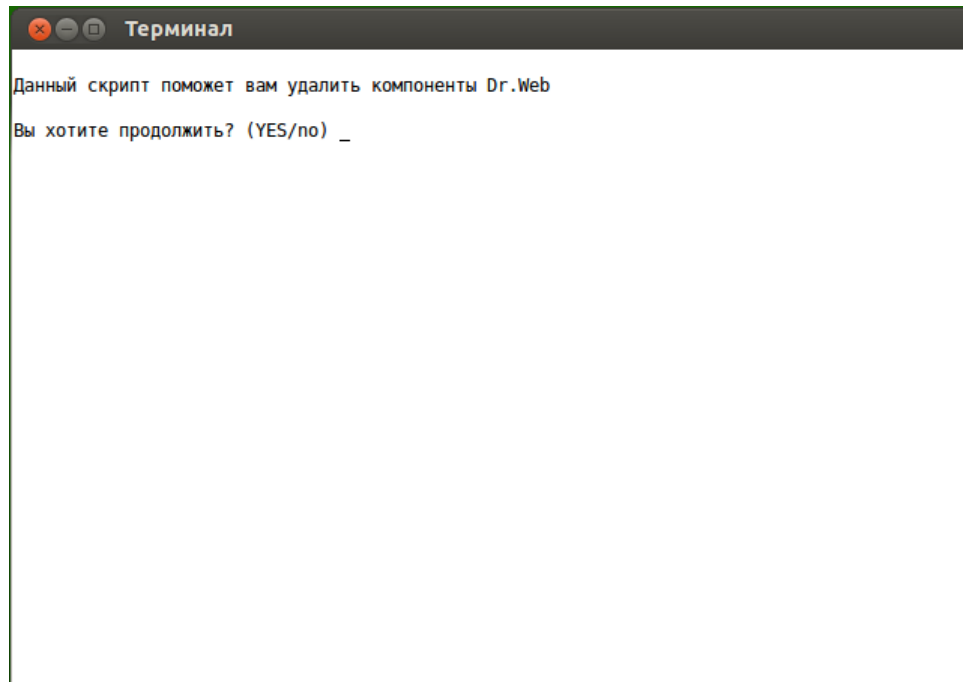 Терминал
Данный скрипт поможет вам удалить компоненты Dr.Web
Вы хотите продолжить? (YES/no) _